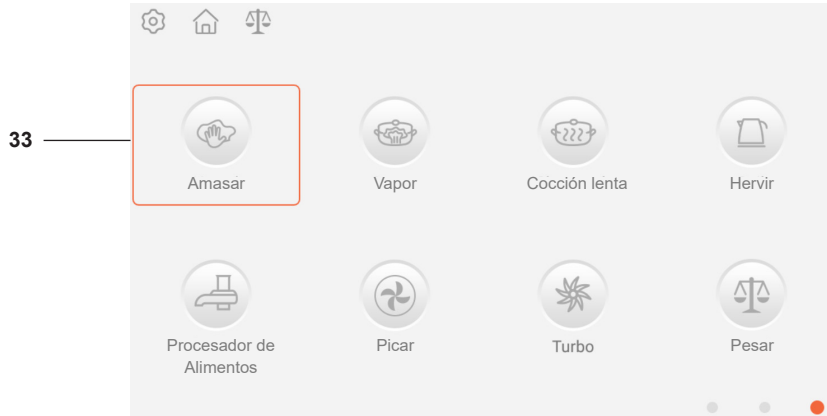 33
Amasar
Vapor
Cocción lenta
Hervir
Procesador de
Alimentos
Picar
Turbo
Pesar